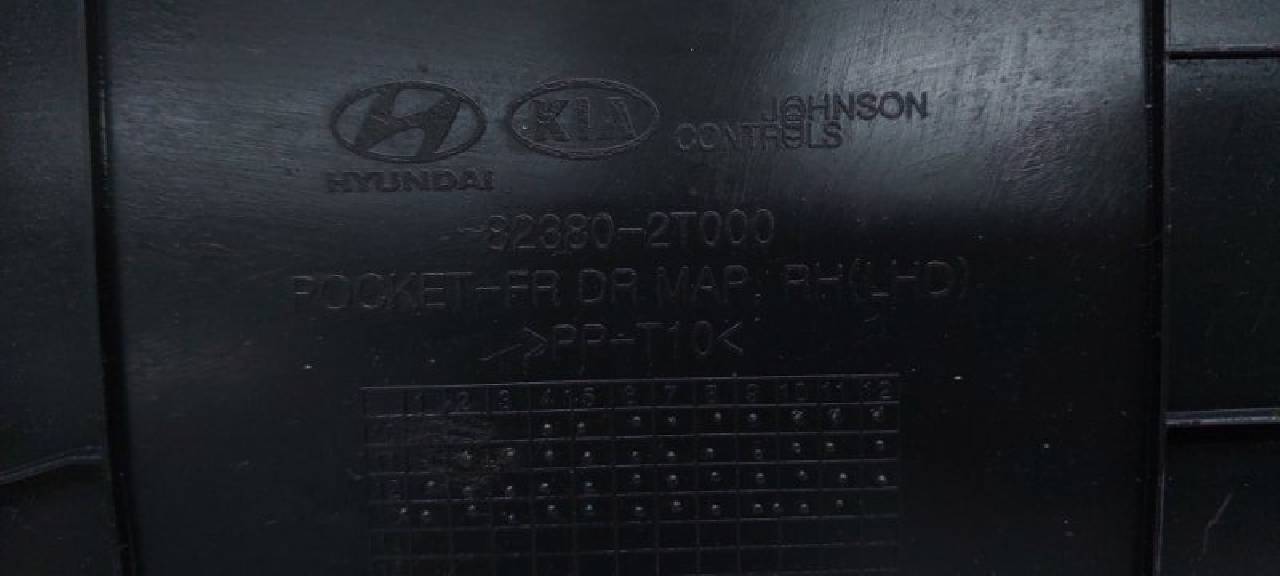 KIA
JOHNSON
CONTROLS
HYUNDAI
82380-2T000
POCKET-FR DR MAP, RH(LHD)
>PP-T10<
1 2 3 4 5 6 7 8 9 10 11 12